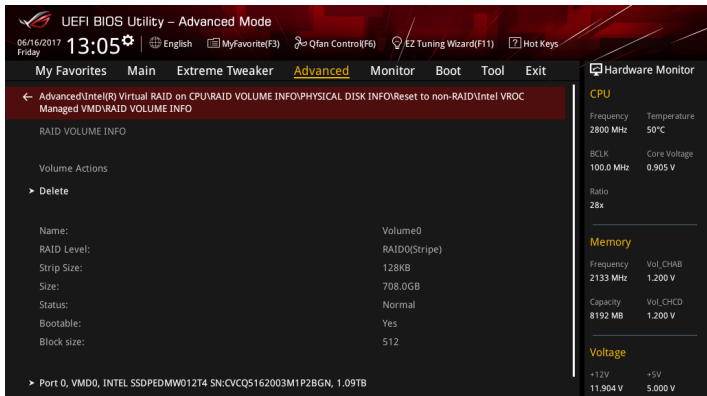 UEFI BIOS Utility – Advanced Mode
06/16/2017 Friday 13:05 English MyFavorite(F3) Qfan Control(F6) EZ Tuning Wizard(F11) ? Hot Keys
My Favorites Main Extreme Tweaker Advanced Monitor Boot Tool Exit
← Advanced\Intel(R) Virtual RAID on CPU\RAID VOLUME INFO\PHYSICAL DISK INFO\Reset to non-RAID\Intel VROC
Managed VMD\RAID VOLUME INFO
RAID VOLUME INFO
Volume Actions
> Delete
Name: Volume0
RAID Level: RAID0(Stripe)
Strip Size: 128KB
Size: 708.0GB
Status: Normal
Bootable: Yes
Block size: 512
> Port 0, VMD0, INTEL SSDPEDMW012T4 SN:CVCQ5162003M1P2BGN, 1.09TB
Hardware Monitor
CPU
Frequency Temperature
2800 MHz 50°C
BCLK Core Voltage
100.0 MHz 0.905 V
Ratio
28x
Memory
Frequency Vol_CHAB
2133 MHz 1.200 V
Capacity Vol_CHCD
8192 MB 1.200 V
Voltage
+12V +5V
11.904 V 5.000 V